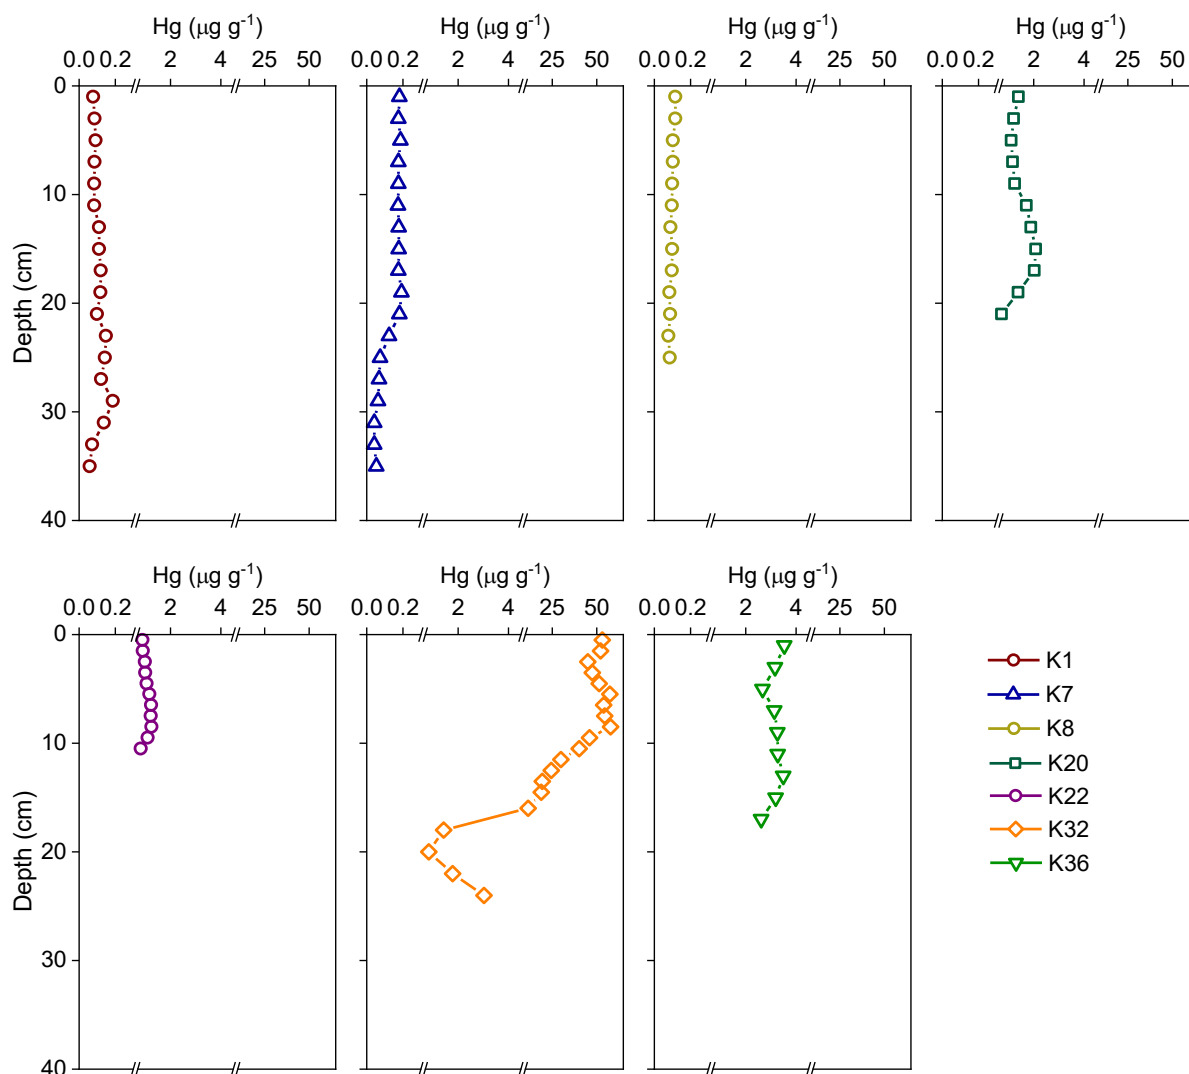 Hg (μg g⁻¹) Hg (μg g⁻¹) Hg (μg g⁻¹) Hg (μg g⁻¹)
0.0 0.2 2 4 25 50 0.0 0.2 2 4 25 50 0.0 0.2 2 4 25 50 0.0 0.2 2 4 25 50
0
10
20
30
40
Depth (cm)
Hg (μg g⁻¹) Hg (μg g⁻¹) Hg (μg g⁻¹)
0.0 0.2 2 4 25 50 0.0 0.2 2 4 25 50 0.0 0.2 2 4 25 50
0
10
20
30
40
Depth (cm)
K1
K7
K8
K20
K22
K32
K36